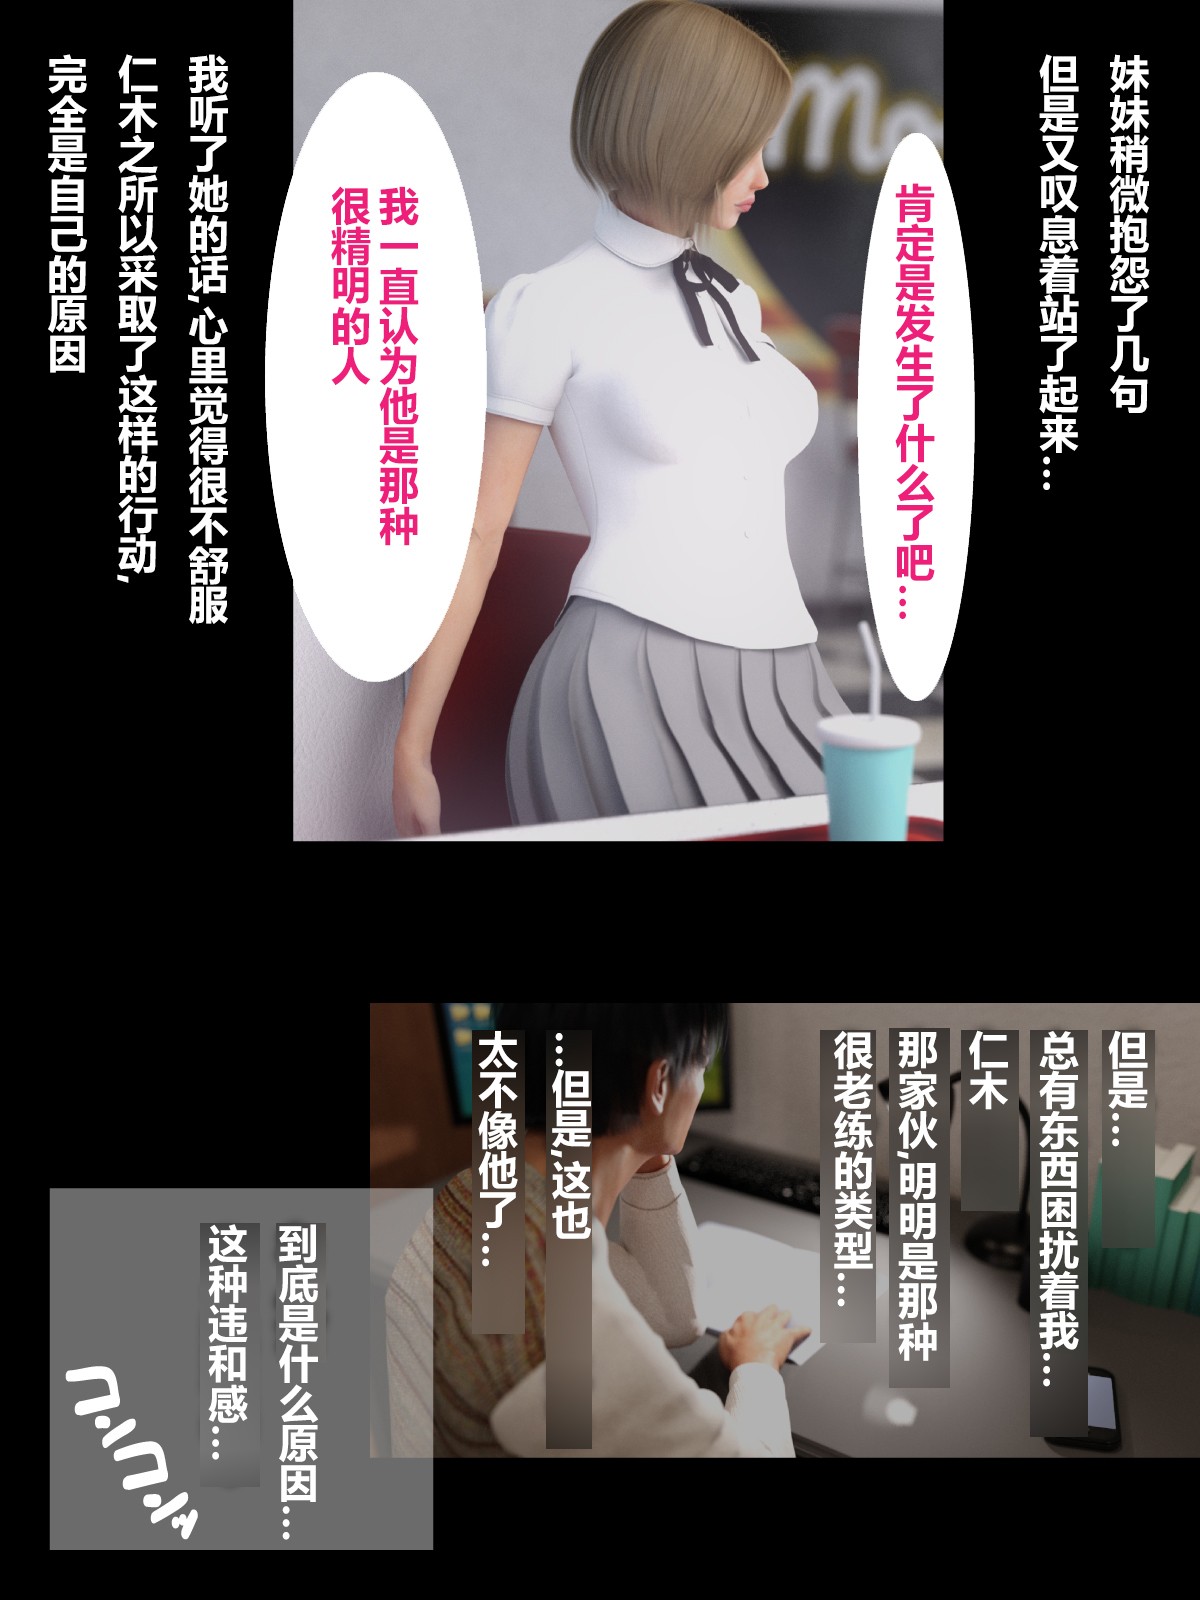 妹妹稍微抱怨了几句
但是又叹息着站了起来…
肯定是发生了什么了吧…
我一直认为他是那种
很精明的人
我听了她的话,心里觉得很不舒服
仁木之所以采取了这样的行动,
完全是自己的原因
但是…
总有东西困扰着我…
仁木
那家伙,明明是那种
很老练的类型…
…但是,这也
太不像他了…
到底是什么原因…
这种违和感…
コンコンッ